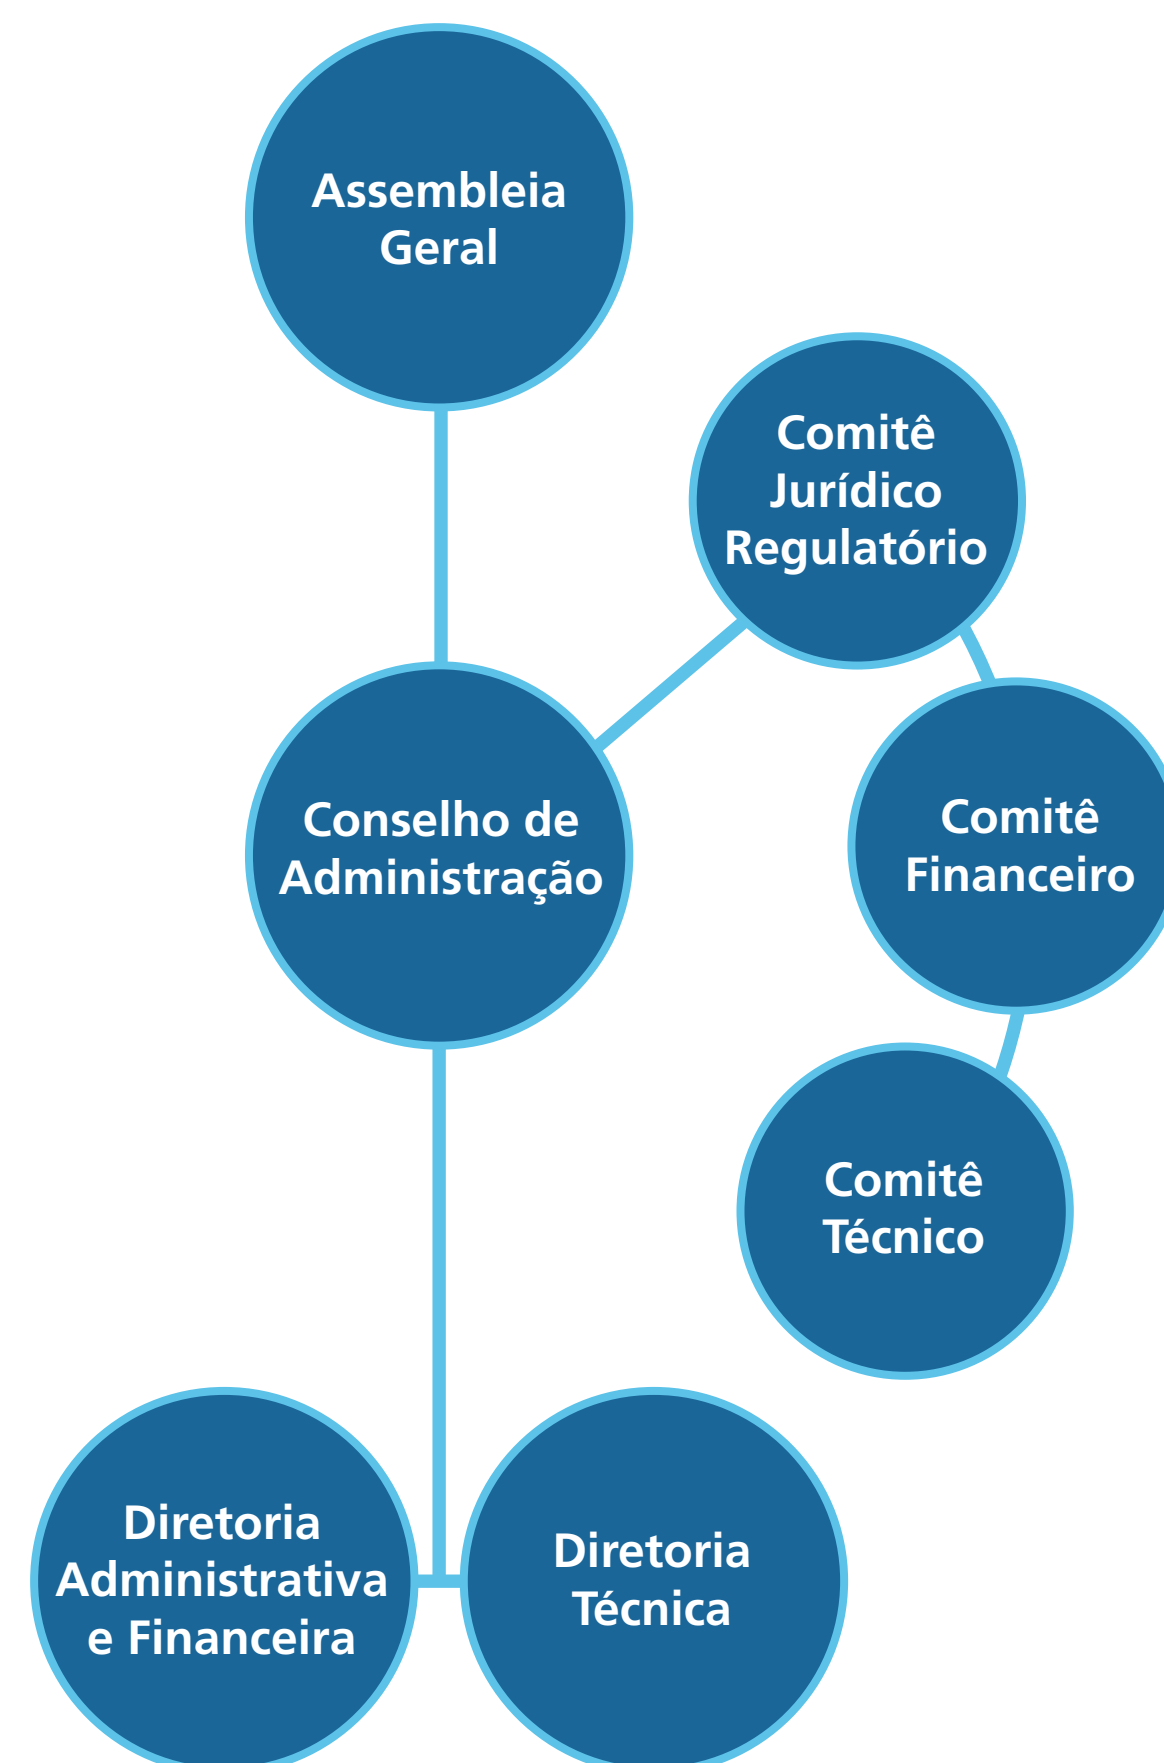 Assembleia
Geral
Comitê
Jurídico
Regulatório
Conselho de
Administração
Comitê
Financeiro
Comitê
Técnico
Diretoria
Administrativa
e Financeira
Diretoria
Técnica